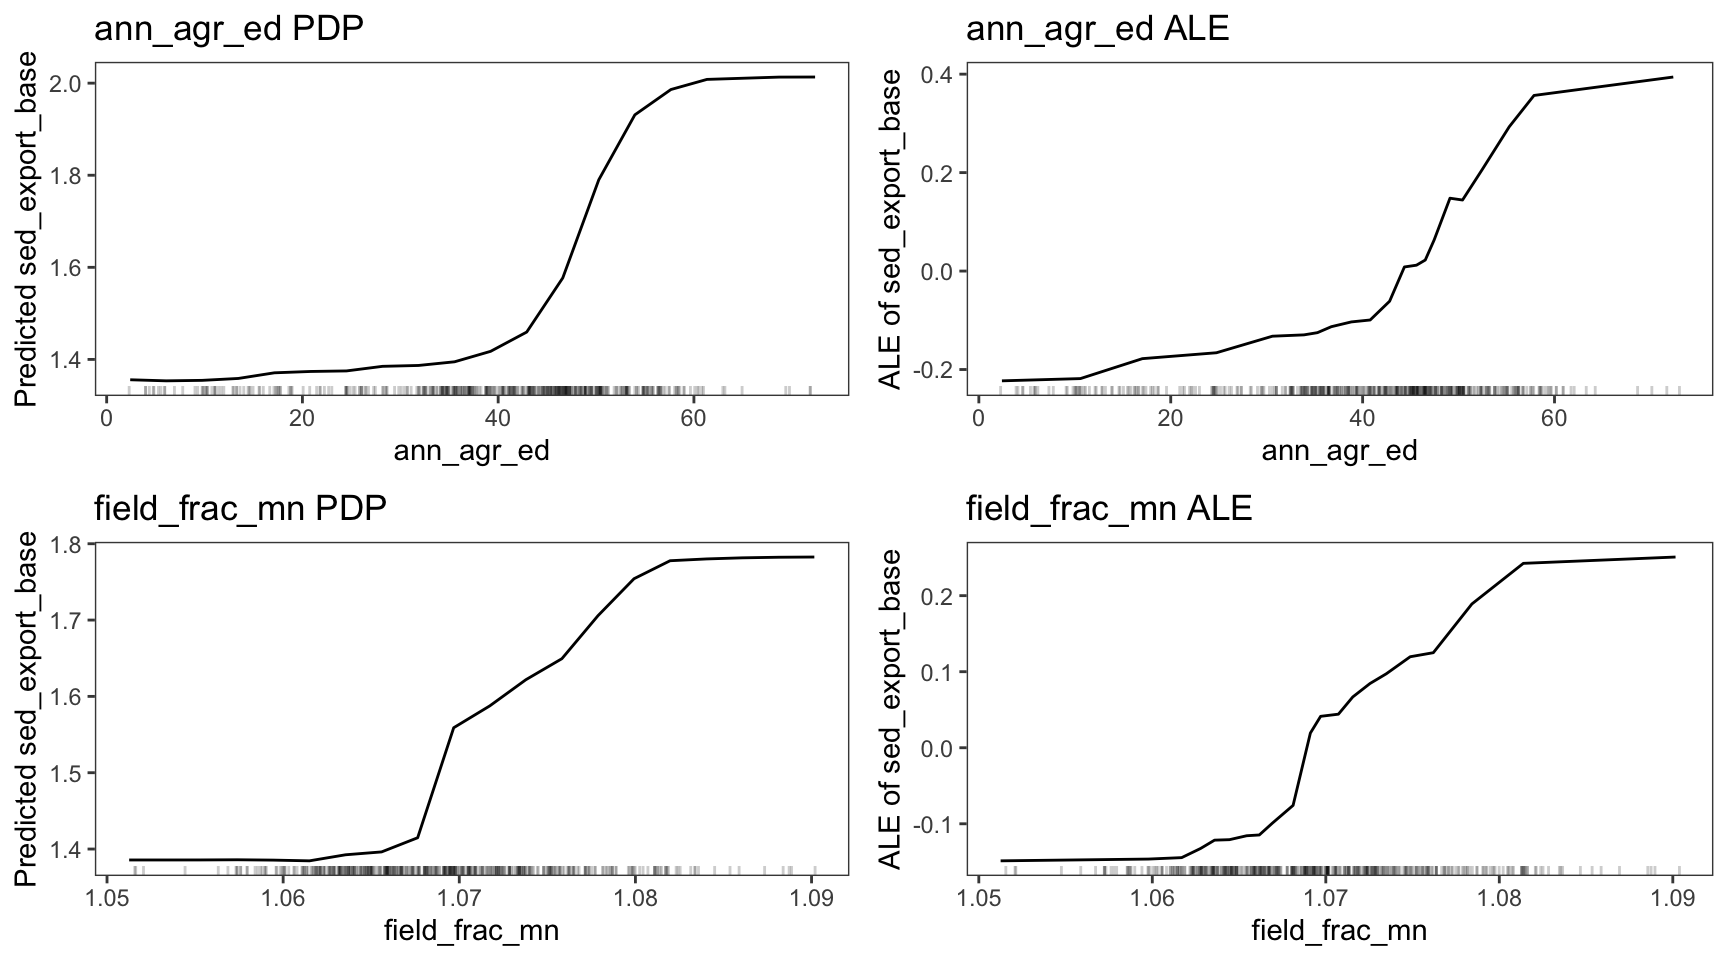 ann_agr_ed PDP
Predicted sed_export_base
2.0
1.8
1.6
1.4
0 20 40 60
ann_agr_ed
ann_agr_ed ALE
ALE of sed_export_base
0.4
0.2
0.0
-0.2
0 20 40 60
ann_agr_ed
field_frac_mn PDP
Predicted sed_export_base
1.8
1.7
1.6
1.5
1.4
1.05 1.06 1.07 1.08 1.09
field_frac_mn
field_frac_mn ALE
ALE of sed_export_base
0.2
0.1
0.0
-0.1
1.05 1.06 1.07 1.08 1.09
field_frac_mn